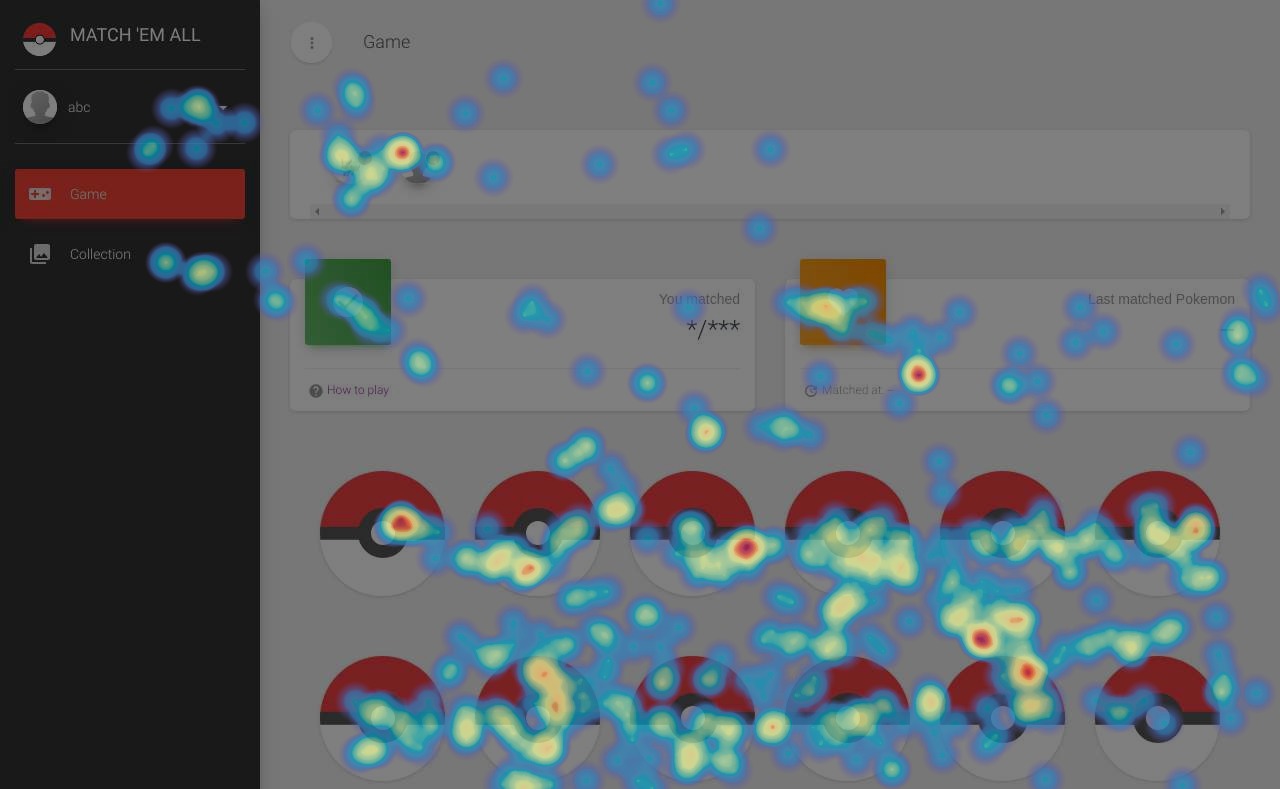 MATCH 'EM ALL
Game
abc
Game
Collection
You matched
*/***
Last matched Pokemon
How to play
Matched at: --